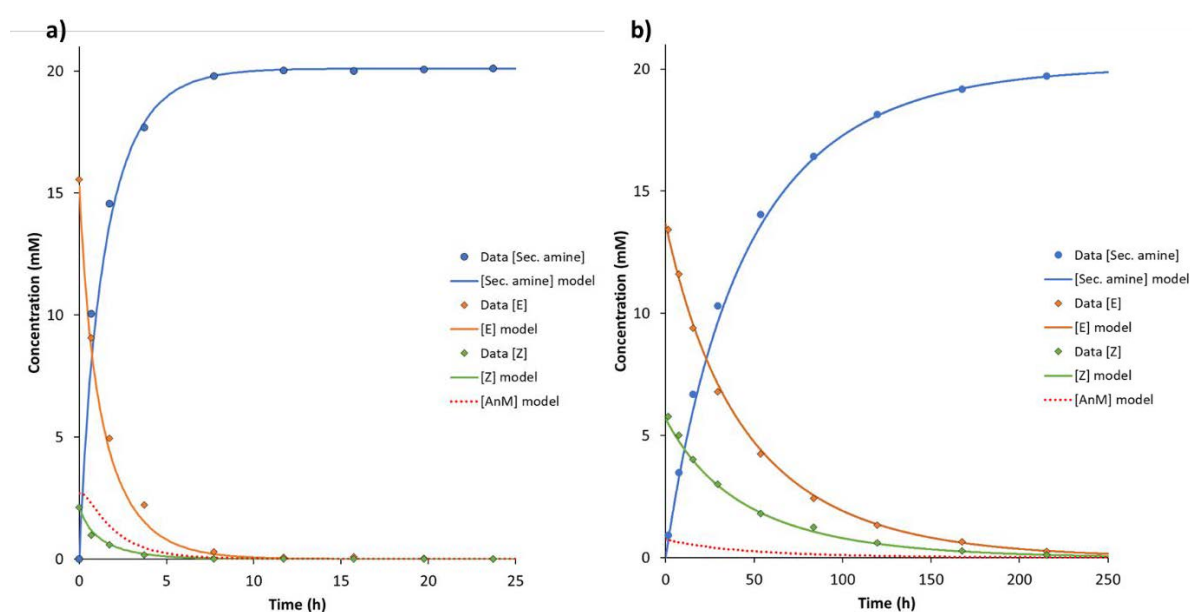 a)
20
15
10
5
0
Concentration (mM)
0 5 10 15 20 25
Time (h)
Data [Sec. amine]
[Sec. amine] model
Data [E]
[E] model
Data [Z]
[Z] model
[AnM] model
b)
20
15
10
5
0
Concentration (mM)
0 50 100 150 200 250
Time (h)
Data [Sec. amine]
[Sec. amine] model
Data [E]
[E] model
Data [Z]
[Z] model
[AnM] model